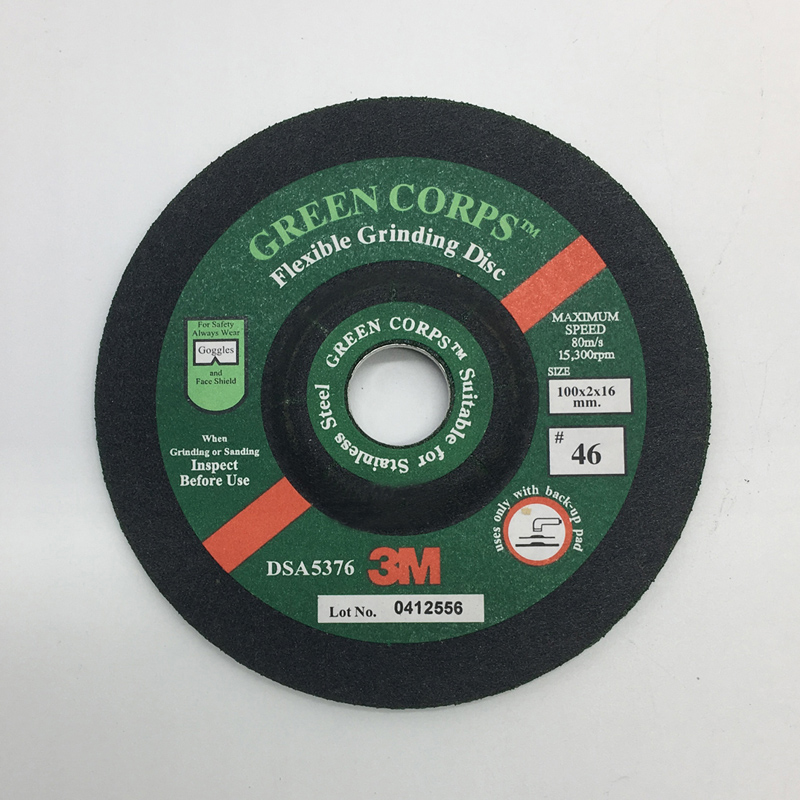 GREEN CORPS™
Flexible Grinding Disc
For Safety
Always Wear
Goggles
and
Face Shield
When
Grinding or Sanding
Inspect
Before Use
GREEN CORPS™
Suitable for Stainless Steel
MAXIMUM
SPEED
80m/s
15,300rpm
SIZE
100x2x16
mm.
#
46
uses only with back-up pad
DSA5376 3M
Lot No. 0412556